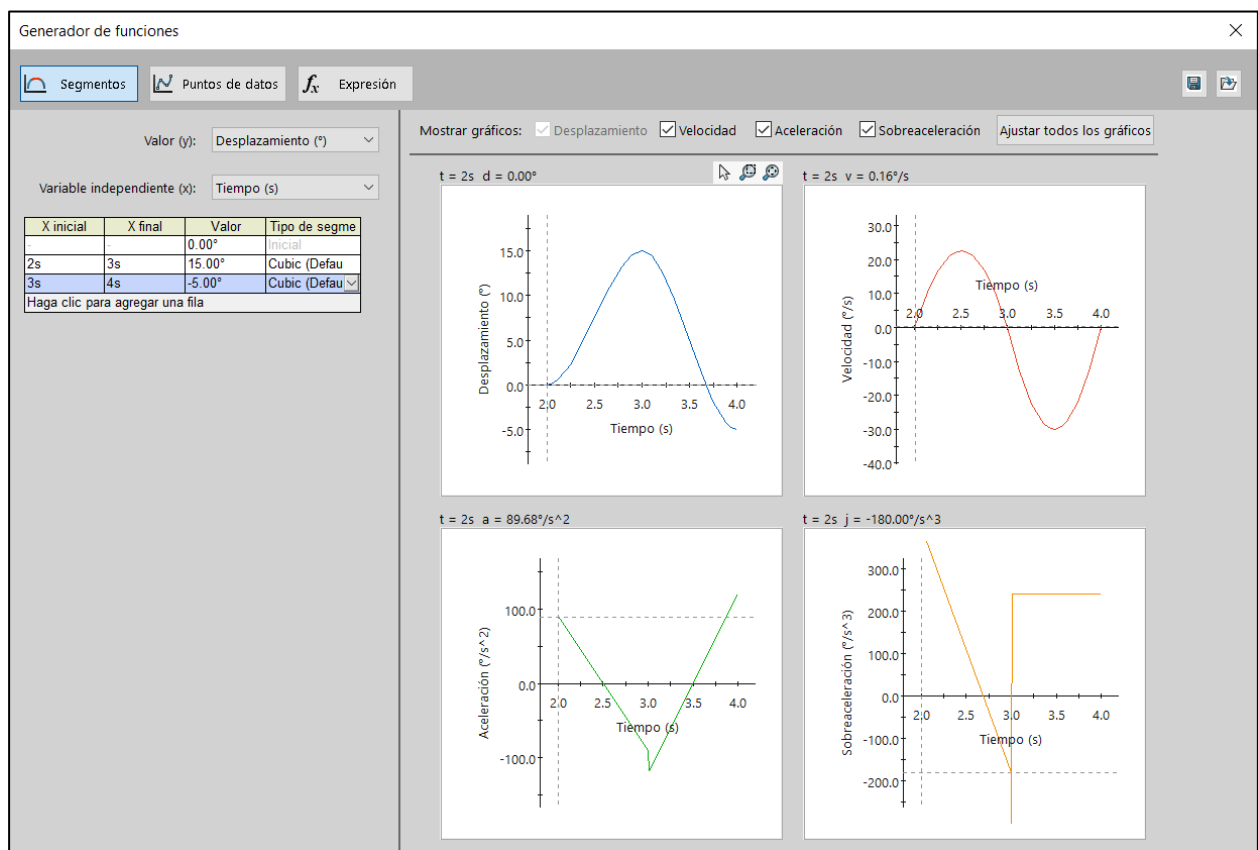 Generador de funciones
Segmentos Puntos de datos fx Expresión
Valor (y): Desplazamiento (°)
Variable independiente (x): Tiempo (s)
X inicial X final Valor Tipo de segme
- - 0.00° Inicial
2s 3s 15.00° Cubic (Defau
3s 4s -5.00° Cubic (Defau
Haga clic para agregar una fila
Mostrar gráficos: Desplazamiento Velocidad Aceleración Sobreaceleración Ajustar todos los gráficos
t = 2s d = 0.00°
15.0
10.0
5.0
0.0
-5.0
Desplazamiento (°)
2.0 2.5 3.0 3.5 4.0
Tiempo (s)
t = 2s v = 0.16°/s
30.0
20.0
10.0
0.0
-10.0
-20.0
-30.0
-40.0
Velocidad (°/s)
Tiempo (s)
2.0 2.5 3.0 3.5 4.0
t = 2s a = 89.68°/s^2
100.0
0.0
-100.0
Aceleración (°/s^2)
2.0 2.5 3.0 3.5 4.0
Tiempo (s)
t = 2s j = -180.00°/s^3
300.0
200.0
100.0
0.0
-100.0
-200.0
Sobreaceleración (°/s^3)
2.0 2.5 3.0 3.5 4.0
Tiempo (s)